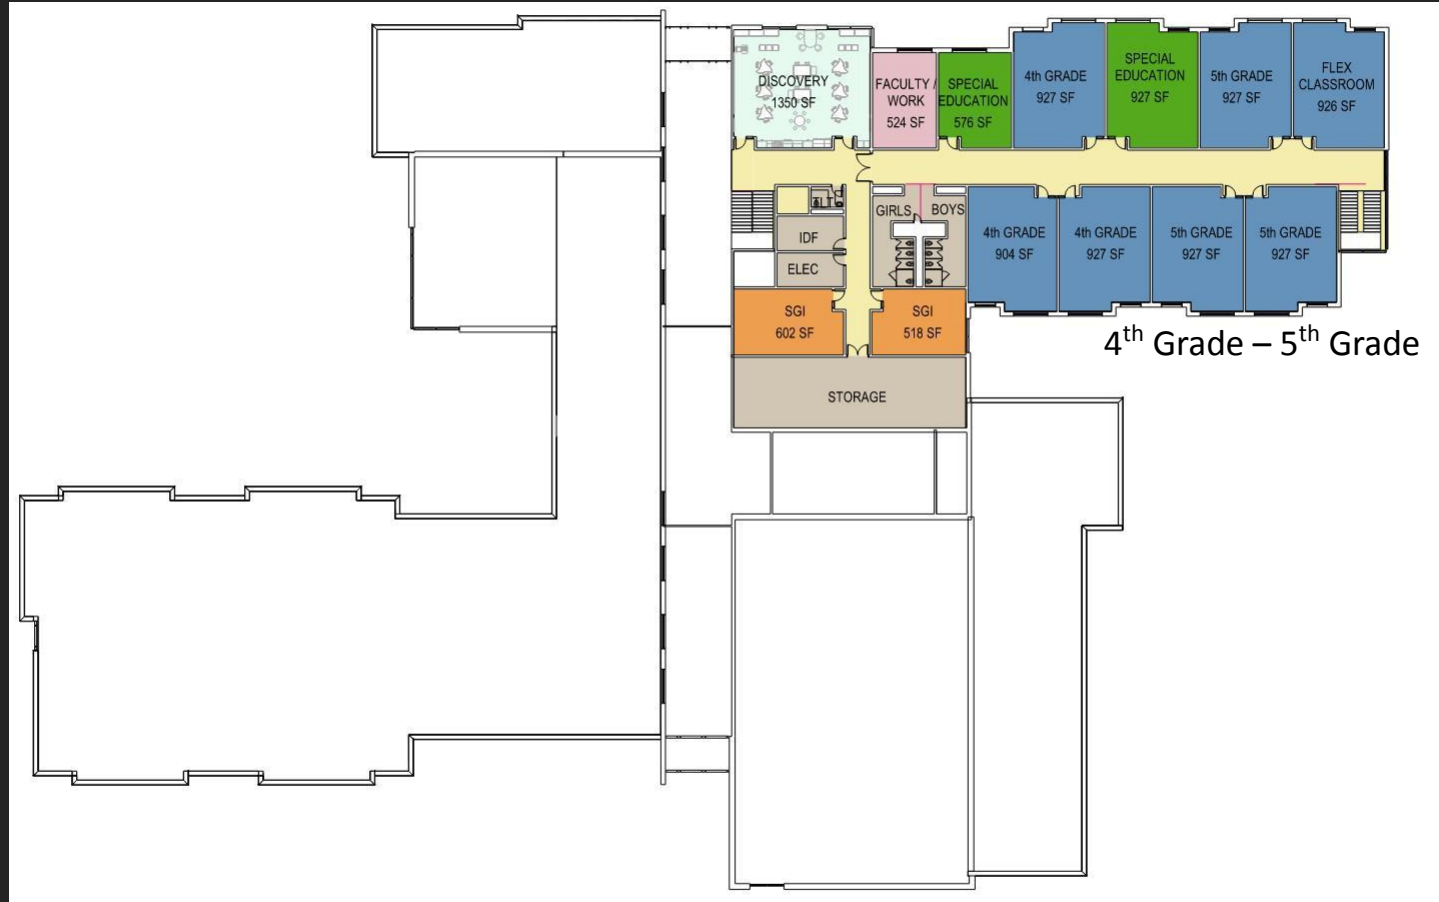 DISCOVERY
1350 SF
FACULTY /
WORK
524 SF
SPECIAL
EDUCATION
576 SF
4th GRADE
927 SF
SPECIAL
EDUCATION
927 SF
5th GRADE
927 SF
FLEX
CLASSROOM
926 SF
GIRLS
BOYS
IDF
ELEC
4th GRADE
904 SF
4th GRADE
927 SF
5th GRADE
927 SF
5th GRADE
927 SF
SGI
602 SF
SGI
518 SF
4th Grade – 5th Grade
STORAGE